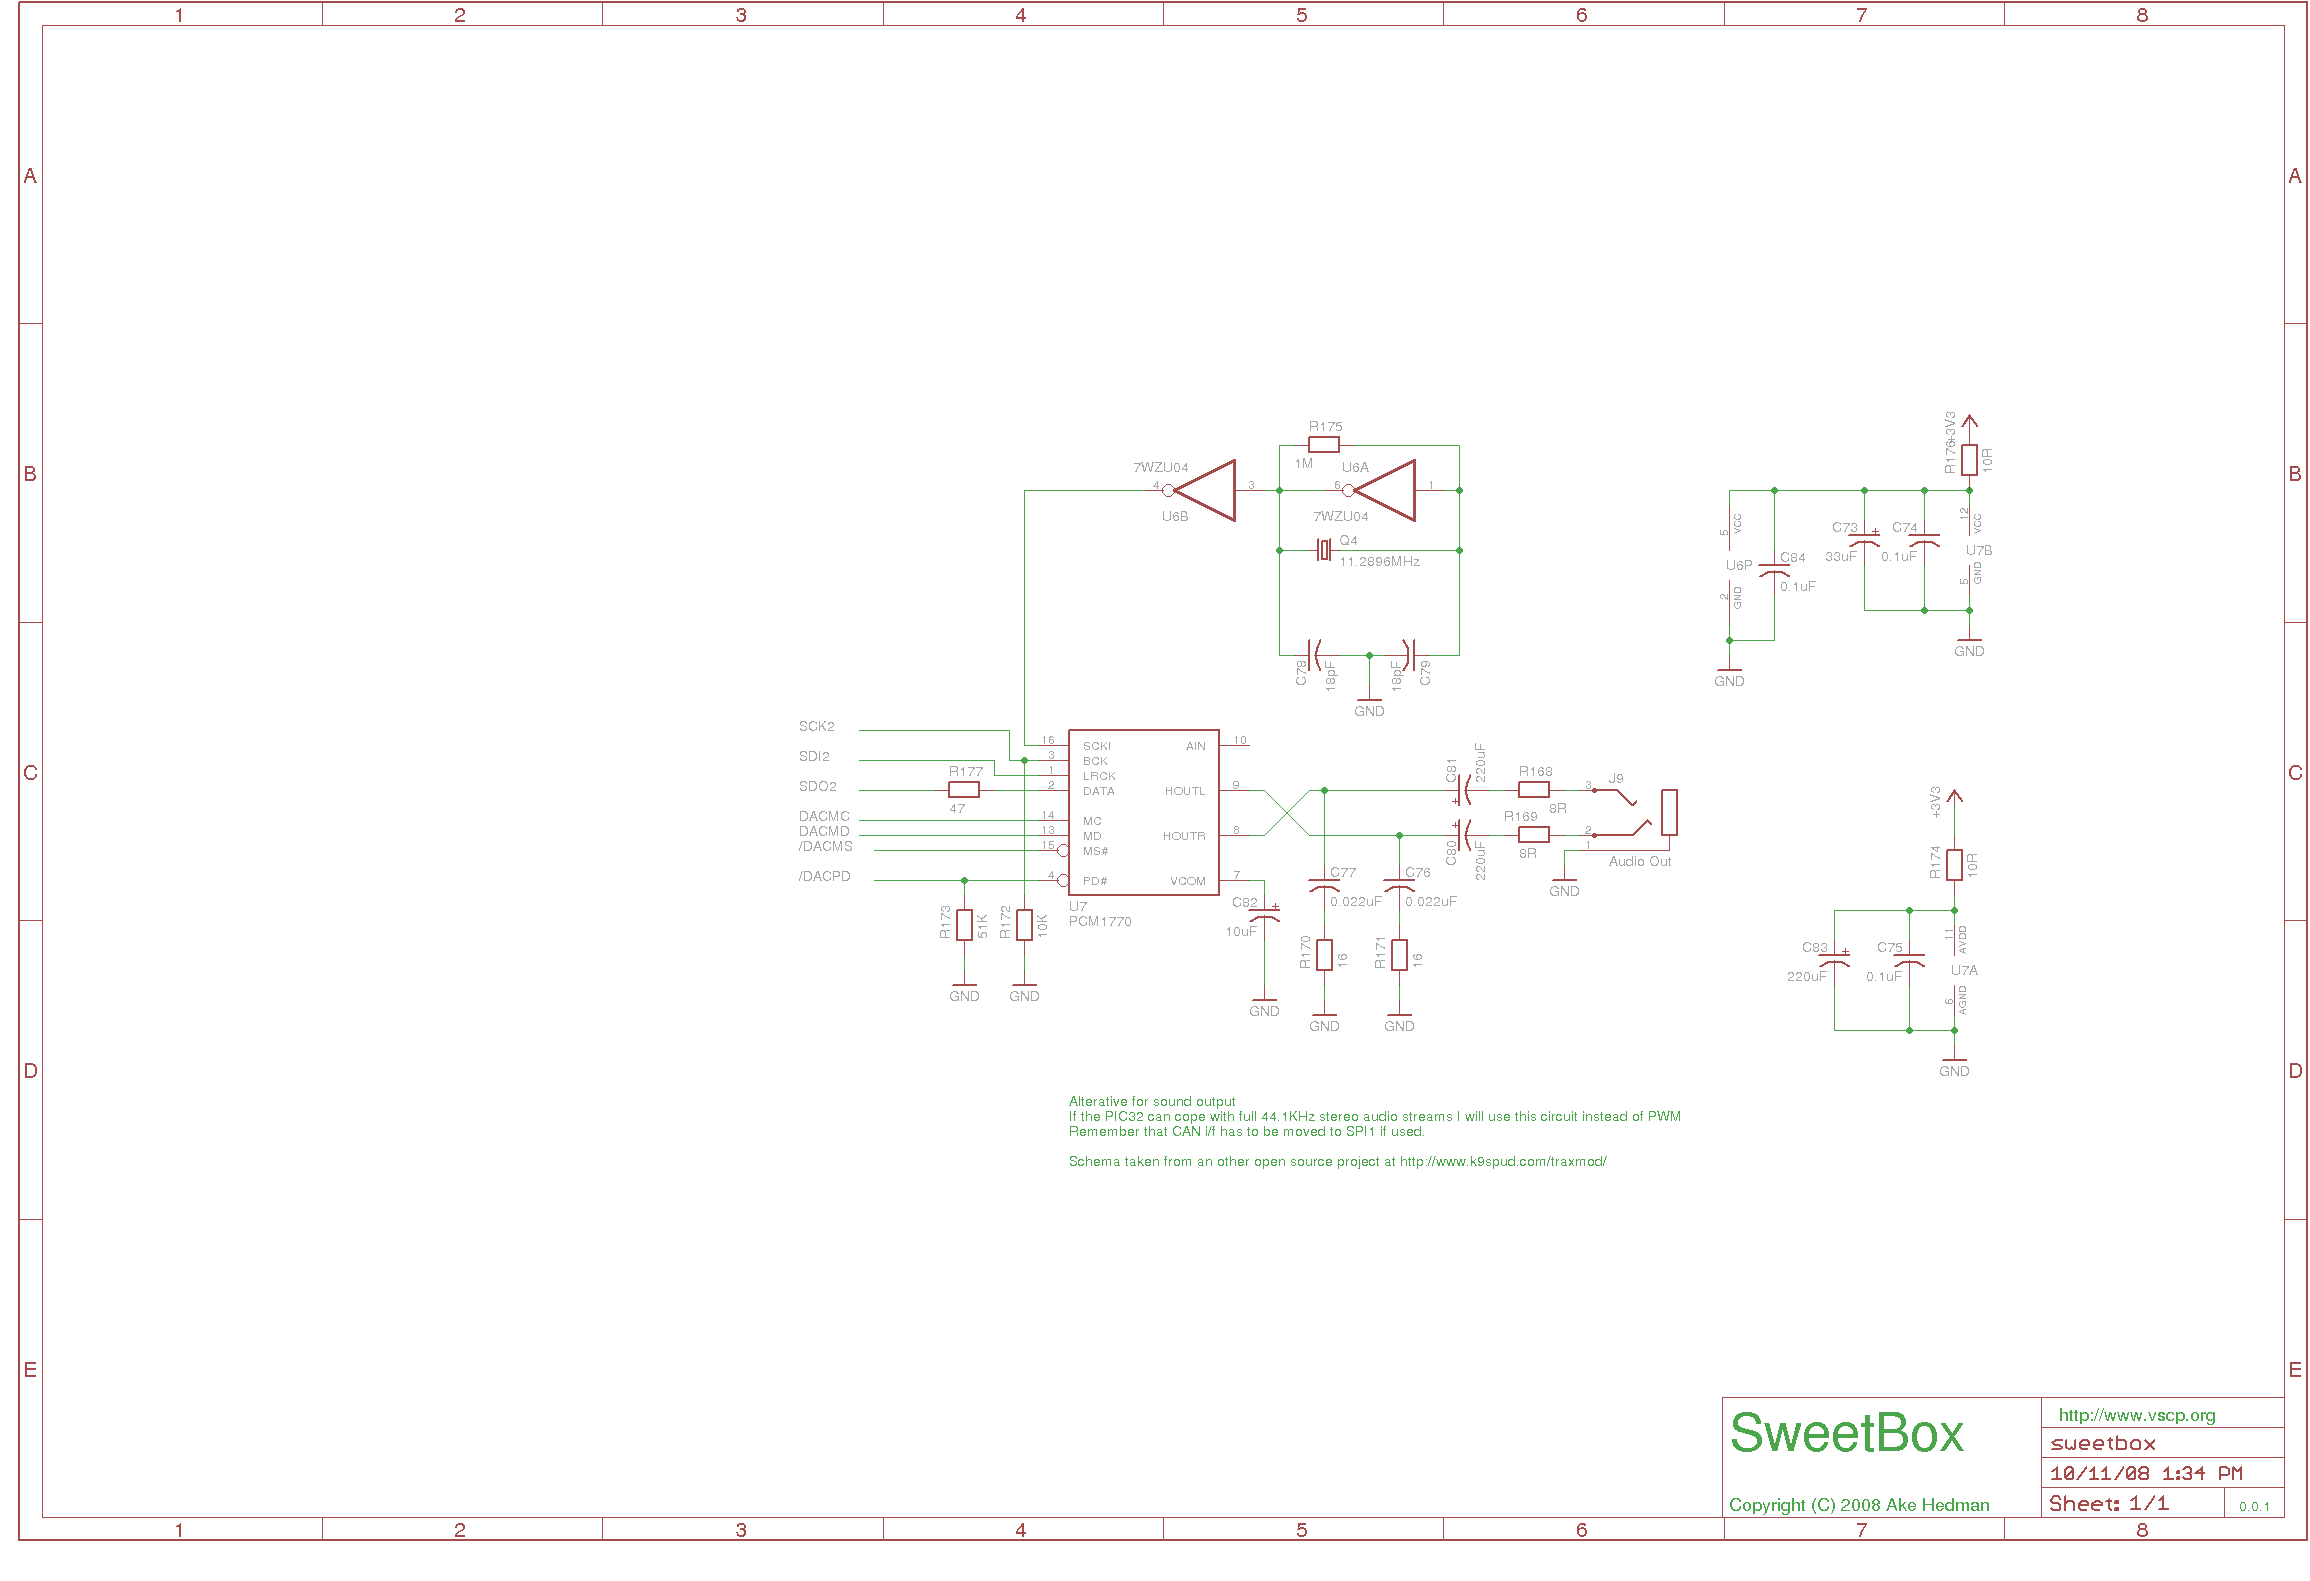 1 2 3 4 5 6 7 8
A A
B B
C C
D D
E E
R175
1M
U6A
7WZU04
4
3
6
1
U6B
7WZU04
Q4
11.2896MHz
C78
18pF
18pF
C79
GND
R176
+3V3
10R
5
VCC
U6P
2
GND
C84
0.1uF
C73
+
33uF
C74
0.1uF
12
VCC
U7B
5
GND
GND
GND
SCK2
SDI2
SDO2
DACMC
DACMD
/DACMS
/DACPD
R177
47
16 SCKI
3 BCK
1 LRCK
2 DATA
14 MC
13 MD
15 MS#
4 PD#
AIN 10
HOUTL 9
HOUTR 8
VCOM 7
U7
PCM1770
R173
51K
R172
10K
GND
GND
C82
+
10uF
GND
C77
0.022uF
C76
0.022uF
R170
16
R171
16
GND
GND
C81
+
220uF
C80
+
220uF
R168
8R
R169
8R
J9
3
2
1
Audio Out
GND
+3V3
R174
10R
C83
+
220uF
C75
0.1uF
11
AVDD
U7A
6
AGND
GND
Alterative for sound output
If the PIC32 can cope with full 44.1KHz stereo audio streams I will use this circuit instead of PWM
Remember that CAN i/f has to be moved to SPI1 if used.
Schema taken from an other open source project at http://www.k9spud.com/traxmod/
SweetBox
Copyright (C) 2008 Ake Hedman
http://www.vscp.org
sweetbox
10/11/08 1:34 PM
Sheet: 1/1
0.0.1
1 2 3 4 5 6 7 8